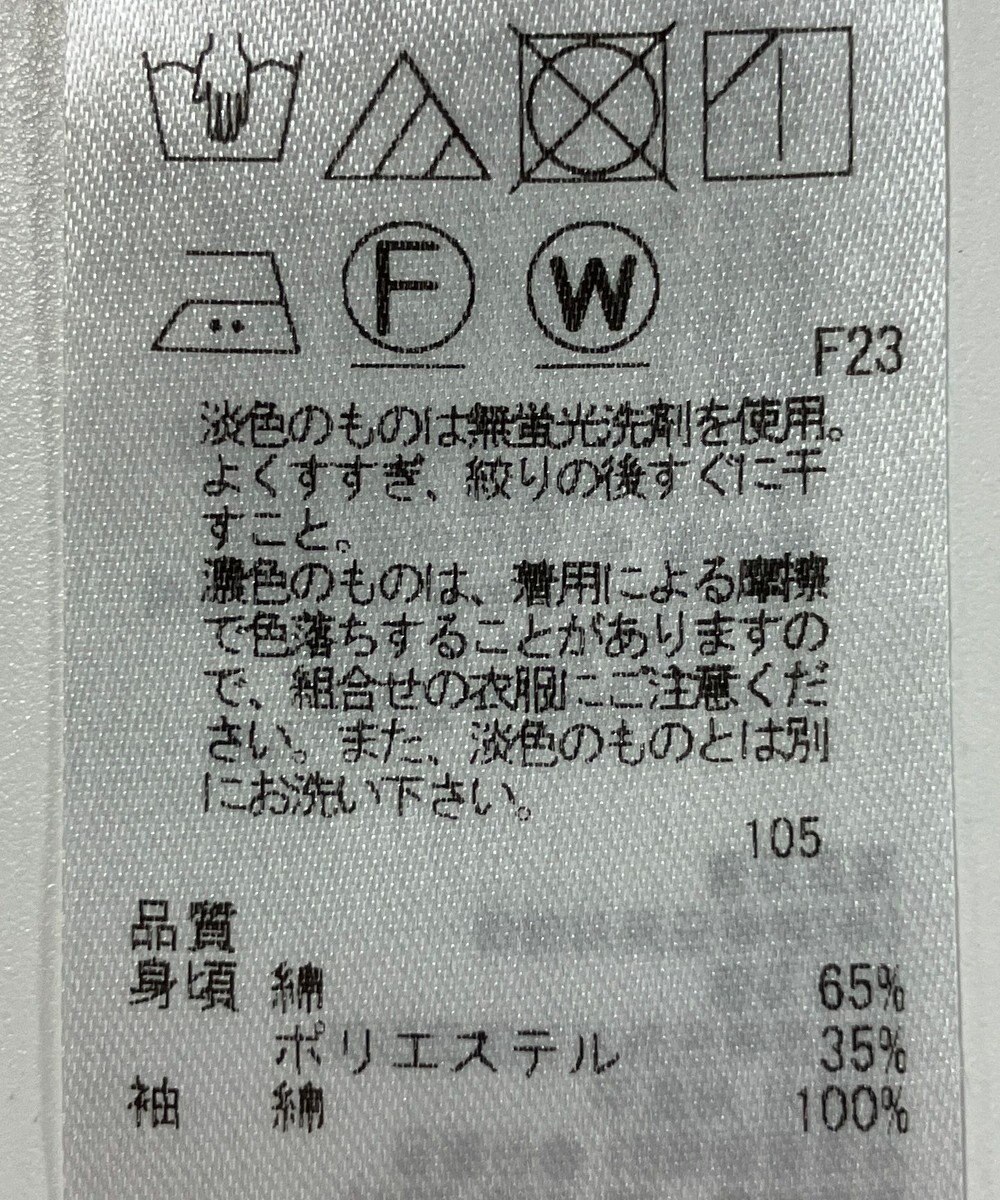 F W
F23
淡色のものは無蛍光洗剤を使用。
よくすすぎ、絞りの後すぐに干
すこと。
濃色のものは、着用による摩擦
で色落ちすることがありますの
で、組合せの衣服にご注意くだ
さい。また、淡色のものとは別
にお洗い下さい。
105
品質
身頃 綿 65%
ポリエステル 35%
袖 綿 100%